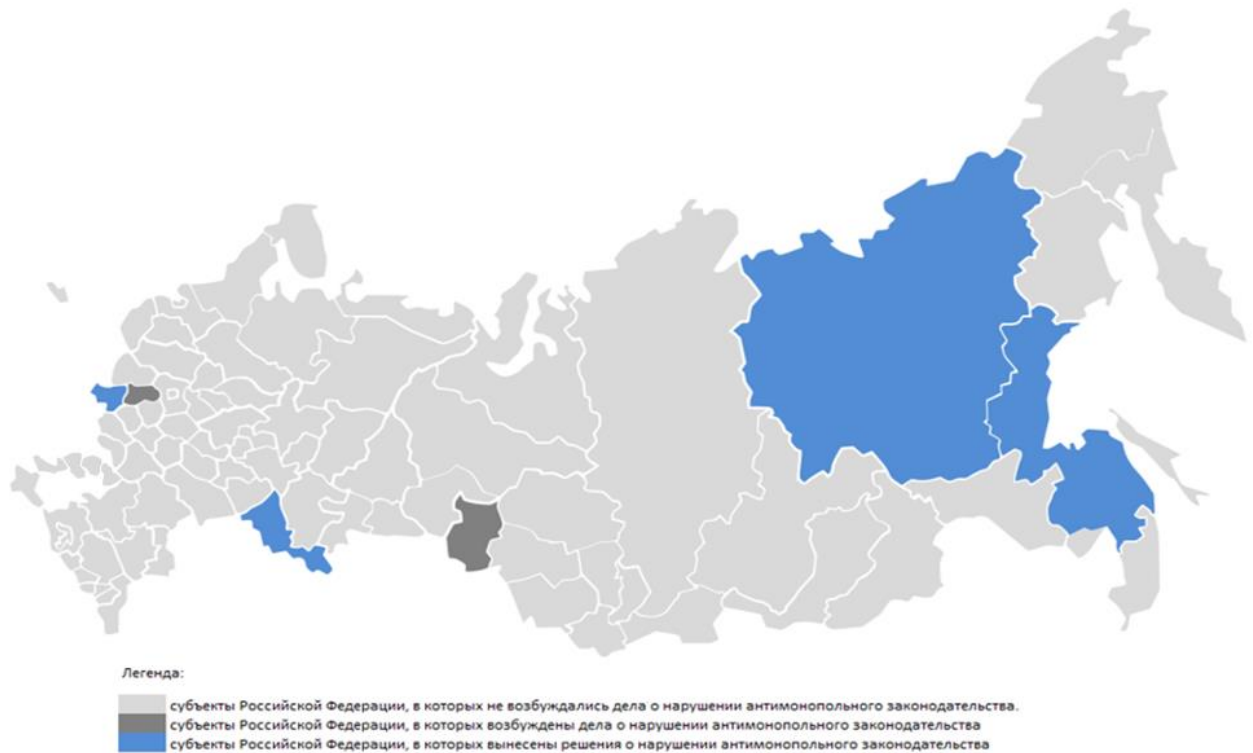 Легенда:
субъекты Российской Федерации, в которых не возбуждались дела о нарушении антимонопольного законодательства.
субъекты Российской Федерации, в которых возбуждены дела о нарушении антимонопольного законодательства
субъекты Российской Федерации, в которых вынесены решения о нарушении антимонопольного законодательства